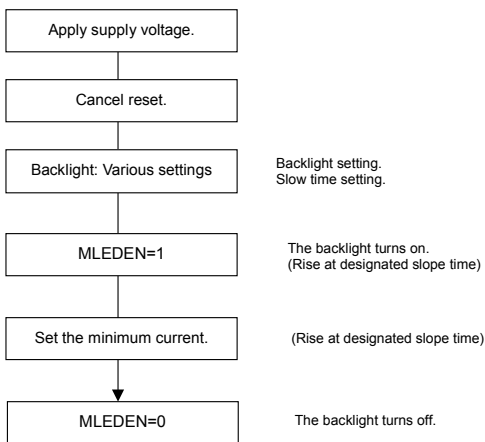 Apply supply voltage.
Cancel reset.
Backlight: Various settings
Backlight setting.
Slow time setting.
MLEDEN=1
The backlight turns on.
(Rise at designated slope time)
Set the minimum current.
(Rise at designated slope time)
MLEDEN=0
The backlight turns off.